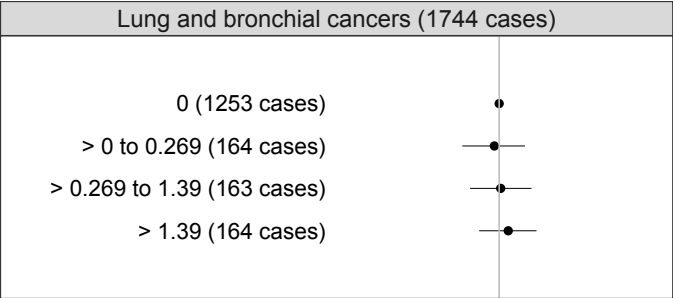 Lung and bronchial cancers (1744 cases)
0 (1253 cases)
> 0 to 0.269 (164 cases)
> 0.269 to 1.39 (163 cases)
> 1.39 (164 cases)